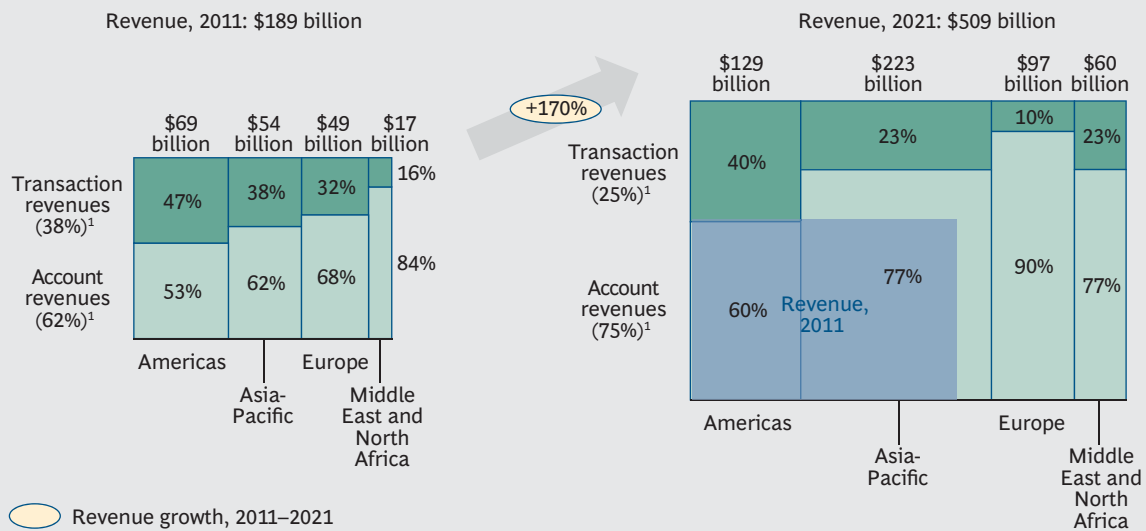 Revenue, 2011: $189 billion
$69
billion
$54
billion
$49
billion
$17
billion
Transaction
revenues
(38%)1
47%
38%
32%
16%
Account
revenues
(62%)1
53%
62%
68%
84%
Americas
Asia-
Pacific
Europe
Middle
East and
North
Africa
+170%
Revenue, 2021: $509 billion
$129
billion
$223
billion
$97
billion
$60
billion
Transaction
revenues
(25%)1
40%
23%
10%
23%
Account
revenues
(75%)1
60%
77%
90%
77%
Revenue,
2011
Americas
Asia-
Pacific
Europe
Middle
East and
North
Africa
Revenue growth, 2011–2021